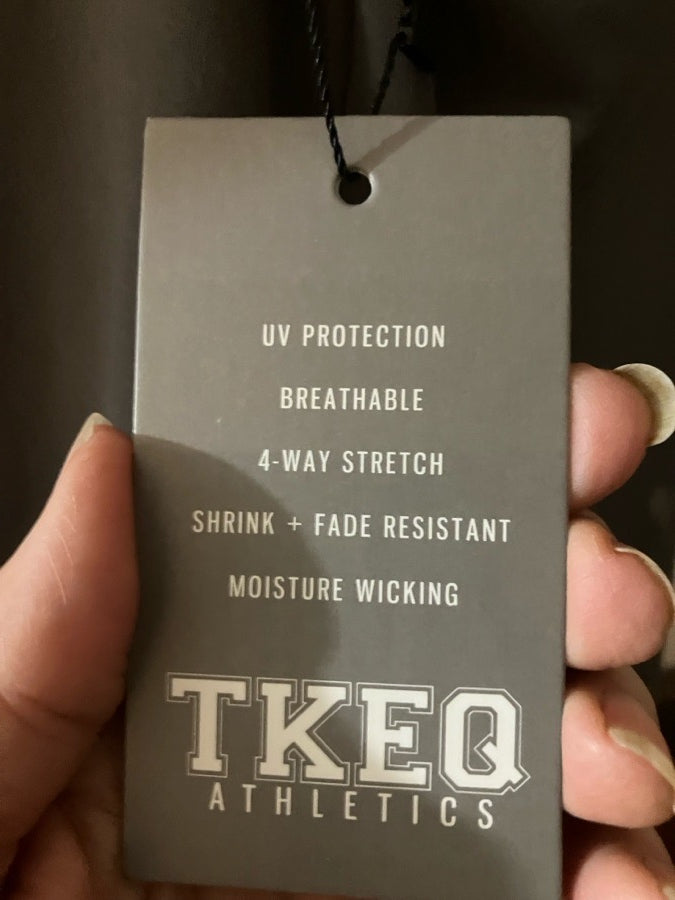 UV PROTECTION
BREATHABLE
4-WAY STRETCH
SHRINK + FADE RESISTANT
MOISTURE WICKING
TKEQ
ATHLETICS